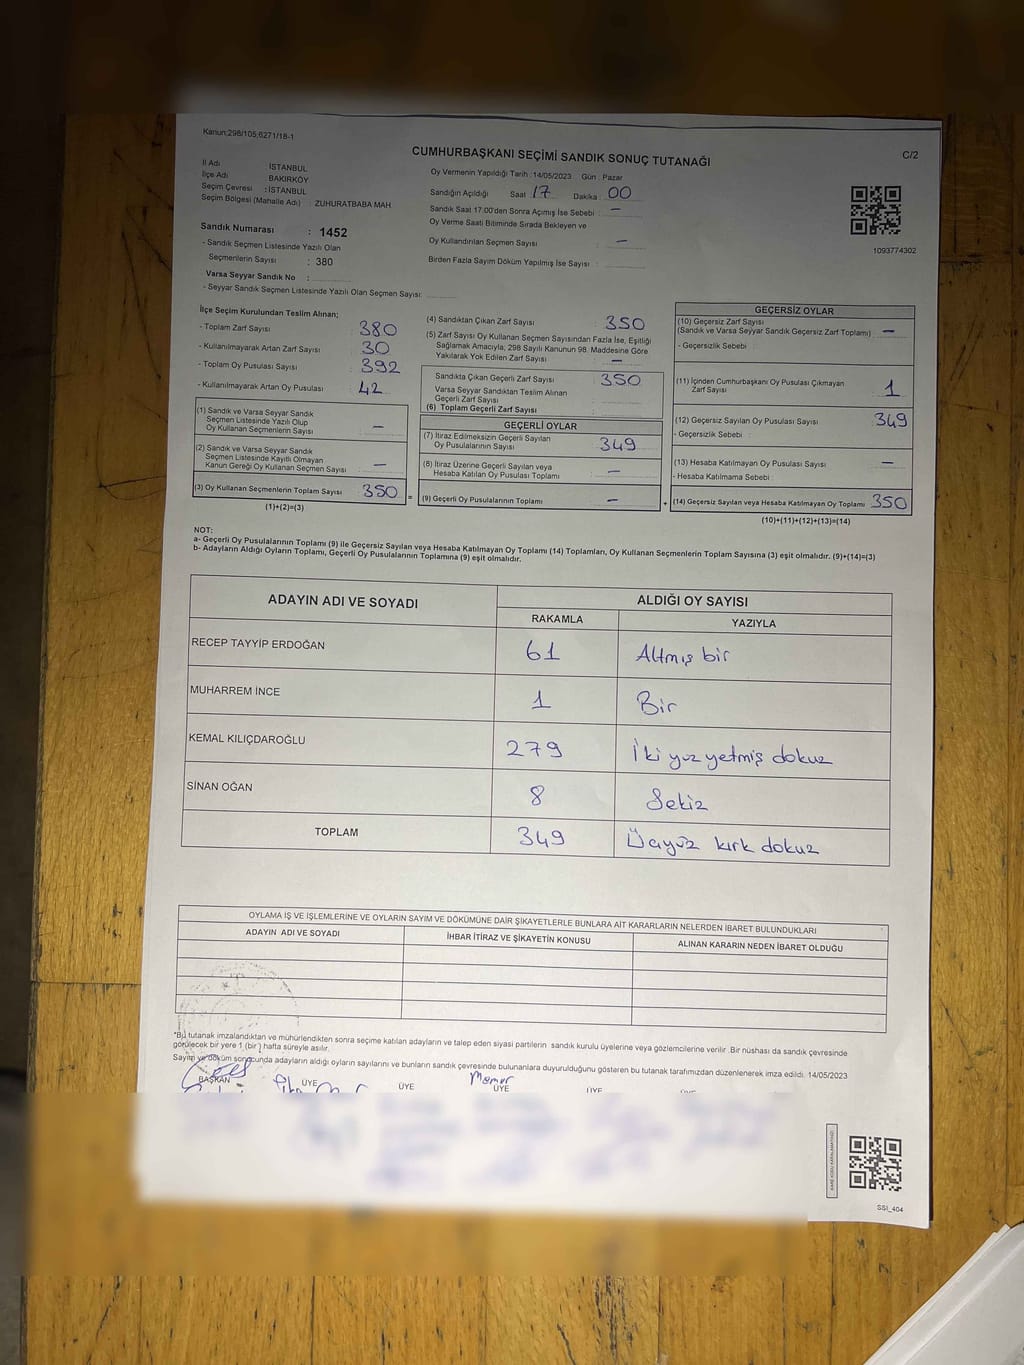 Kanun;298/105;6271/18-1
CUMHURBAŞKANI SEÇİMİ SANDIK SONUÇ TUTANAĞI
C/2
İl Adı İSTANBUL
İlçe Adı BAKIRKÖY
Seçim Çevresi :İSTANBUL
Seçim Bölgesi (Mahalle Adı) : ZUHURATBABA MAH
Sandık Numarası : 1452
- Sandık Seçmen Listesinde Yazılı Olan
Seçmenlerin Sayısı : 380
Varsa Seyyar Sandık No :
- Seyyar Sandık Seçmen Listesinde Yazılı Olan Seçmen Sayısı:
Oy Vermenin Yapıldığı Tarih :14/05/2023 Gün : Pazar
Sandığın Açıldığı Saat : 17 Dakika : 00
Sandık Saat 17.00'den Sonra Açımış İse Sebebi : -
Oy Verme Saati Bitiminde Sırada Bekleyen ve
Oy Kullandırılan Seçmen Sayısı : -
Birden Fazla Sayım Döküm Yapılmış İse Sayısı :
1093774302
İlçe Seçim Kurulundan Teslim Alınan;
- Toplam Zarf Sayısı : 380
- Kullanılmayarak Artan Zarf Sayısı : 30
- Toplam Oy Pusulası Sayısı : 392
- Kullanılmayarak Artan Oy Pusulası : 42
(1) Sandık ve Varsa Seyyar Sandık
Seçmen Listesinde Yazılı Olup
Oy Kullanan Seçmenlerin Sayısı -
(2) Sandık ve Varsa Seyyar Sandık
Seçmen Listesinde Kayıtlı Olmayan
Kanun Gereği Oy Kullanan Seçmen Sayısı -
(3) Oy Kullanan Seçmenlerin Toplam Sayısı 350 =
(1)+(2)=(3)
(4) Sandıktan Çıkan Zarf Sayısı : 350
(5) Zarf Sayısı Oy Kullanan Seçmen Sayısından Fazla İse, Eşitliği
Sağlamak Amacıyla, 298 Sayılı Kanunun 98. Maddesine Göre
Yakılarak Yok Edilen Zarf Sayısı : -
Sandıkta Çıkan Geçerli Zarf Sayısı : 350
Varsa Seyyar Sandıktan Teslim Alınan
Geçerli Zarf Sayısı
(6) Toplam Geçerli Zarf Sayısı :
GEÇERLİ OYLAR
(7) İtiraz Edilmeksizin Geçerli Sayılan
Oy Pusulalarının Sayısı : 349
(8) İtiraz Üzerine Geçerli Sayılan veya
Hesaba Katılan Oy Pusulası Toplamı : -
(9) Geçerli Oy Pusulalarının Toplamı : - +
GEÇERSİZ OYLAR
(10) Geçersiz Zarf Sayısı
(Sandık ve Varsa Seyyar Sandık Geçersiz Zarf Toplamı) : -
- Geçersizlik Sebebi :
(11) İçinden Cumhurbaşkanı Oy Pusulası Çıkmayan
Zarf Sayısı : 1
(12) Geçersiz Sayılan Oy Pusulası Sayısı : 349
- Geçersizlik Sebebi :
(13) Hesaba Katılmayan Oy Pusulası Sayısı : -
- Hesaba Katılmama Sebebi :
(14) Geçersiz Sayılan veya Hesaba Katılmayan Oy Toplamı : 350
(10)+(11)+(12)+(13)=(14)
NOT:
a- Geçerli Oy Pusulalarının Toplamı (9) ile Geçersiz Sayılan veya Hesaba Katılmayan Oy Toplamı (14) Toplamları, Oy Kullanan Seçmenlerin Toplam Sayısına (3) eşit olmalıdır. (9)+(14)=(3)
b- Adayların Aldığı Oyların Toplamı, Geçerli Oy Pusulalarının Toplamına (9) eşit olmalıdır.
ADAYIN ADI VE SOYADI ALDIĞI OY SAYISI
RAKAMLA YAZIYLA
RECEP TAYYİP ERDOĞAN 61 Altmış bir
MUHARREM İNCE 1 Bir
KEMAL KILIÇDAROĞLU 279 İki yüz yetmiş dokuz
SİNAN OĞAN 8 Sekiz
TOPLAM 349 Üçyüz kırk dokuz
OYLAMA İŞ VE İŞLEMLERİNE VE OYLARIN SAYIM VE DÖKÜMÜNE DAİR ŞİKAYETLERLE BUNLARA AİT KARARLARIN NELERDEN İBARET BULUNDUKLARI
ADAYIN ADI VE SOYADI İHBAR İTİRAZ VE ŞİKAYETİN KONUSU ALINAN KARARIN NEDEN İBARET OLDUĞU
*Bu tutanak imzalandıktan ve mühürlendikten sonra seçime katılan adayların ve talep eden siyasi partilerin sandık kurulu üyelerine veya gözlemcilerine verilir .Bir nüshası da sandık çevresinde
görülecek bir yere 1 (bir ) hafta süreyle asılır.
Sayım ve döküm sonucunda adayların aldığı oyların sayılarını ve bunların sandık çevresinde bulunanlara duyurulduğunu gösteren bu tutanak tarafımızdan düzenlenerek imza edildi. 14/05/2023
BAŞKAN ÜYE ÜYE Memur ÜYE ÜYE
SSI_404